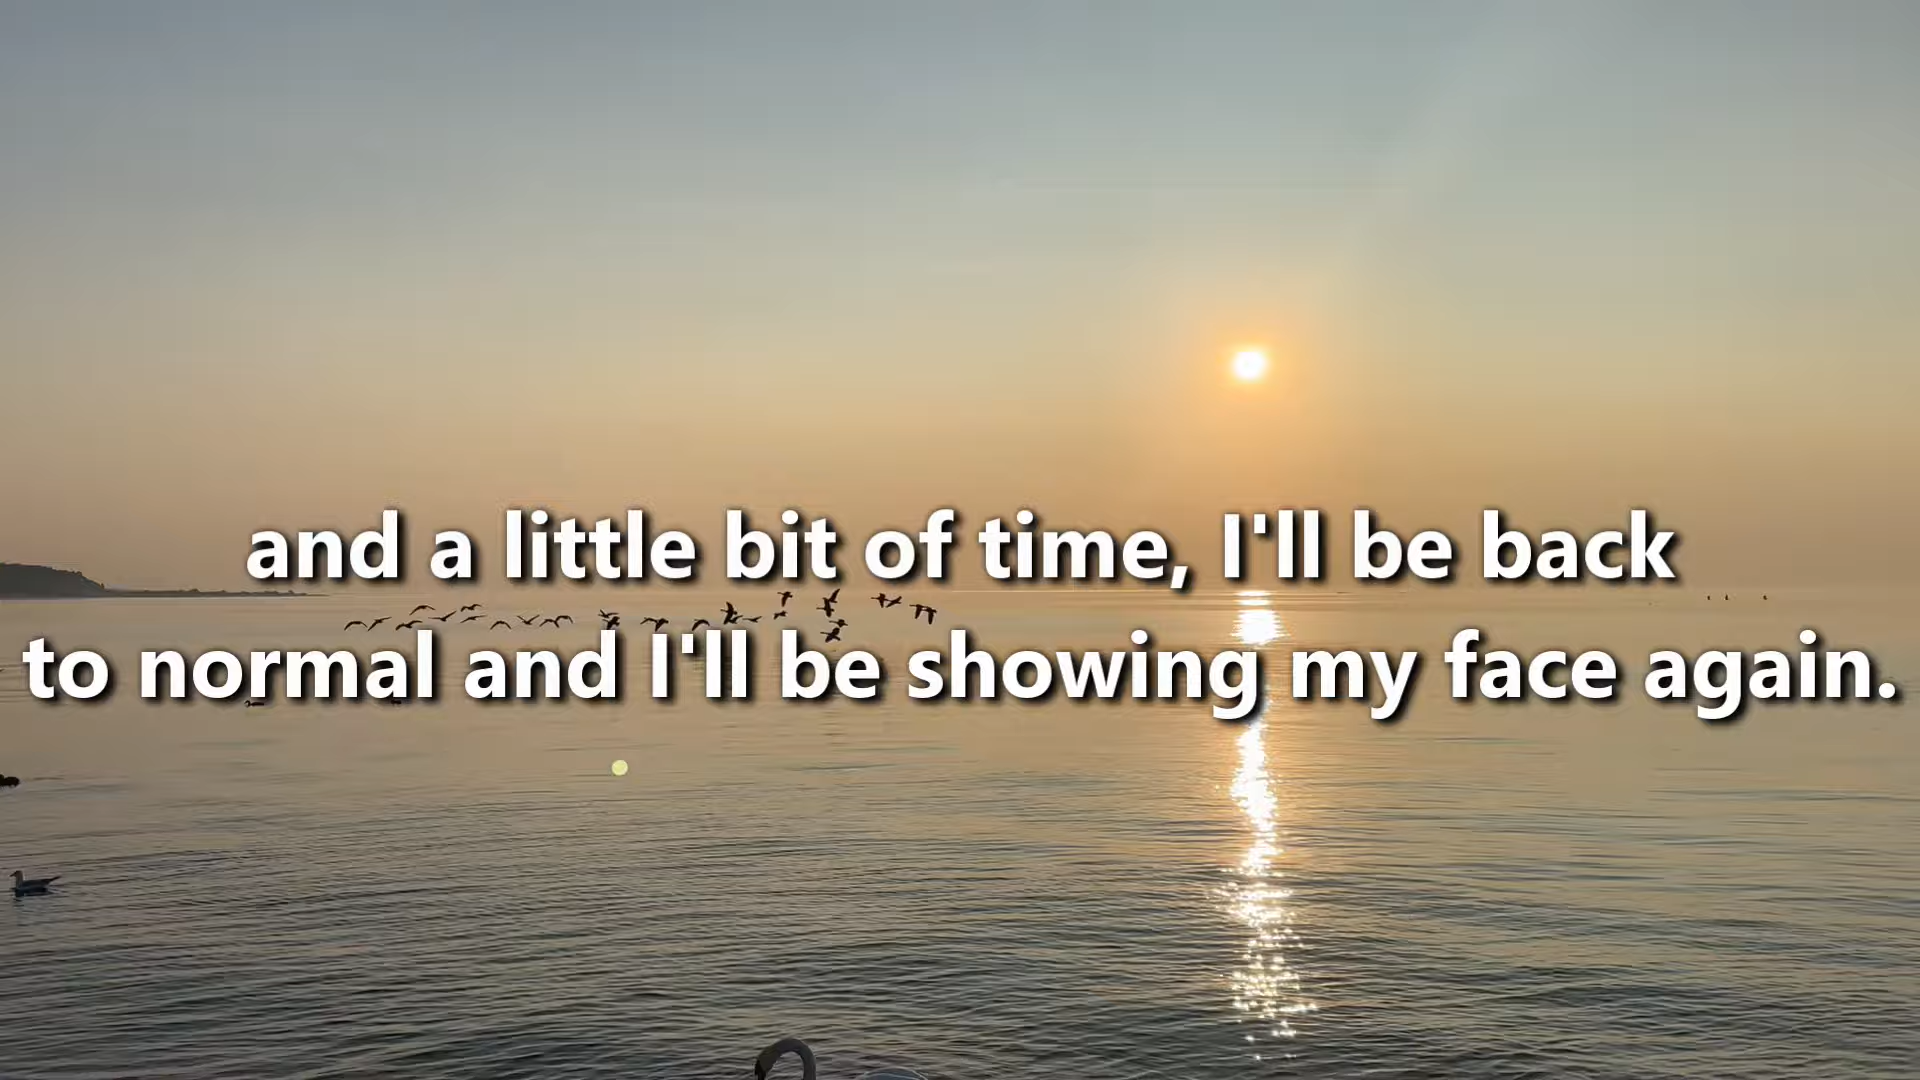 and a little bit of time, I'll be back
to normal and I'll be showing my face again.